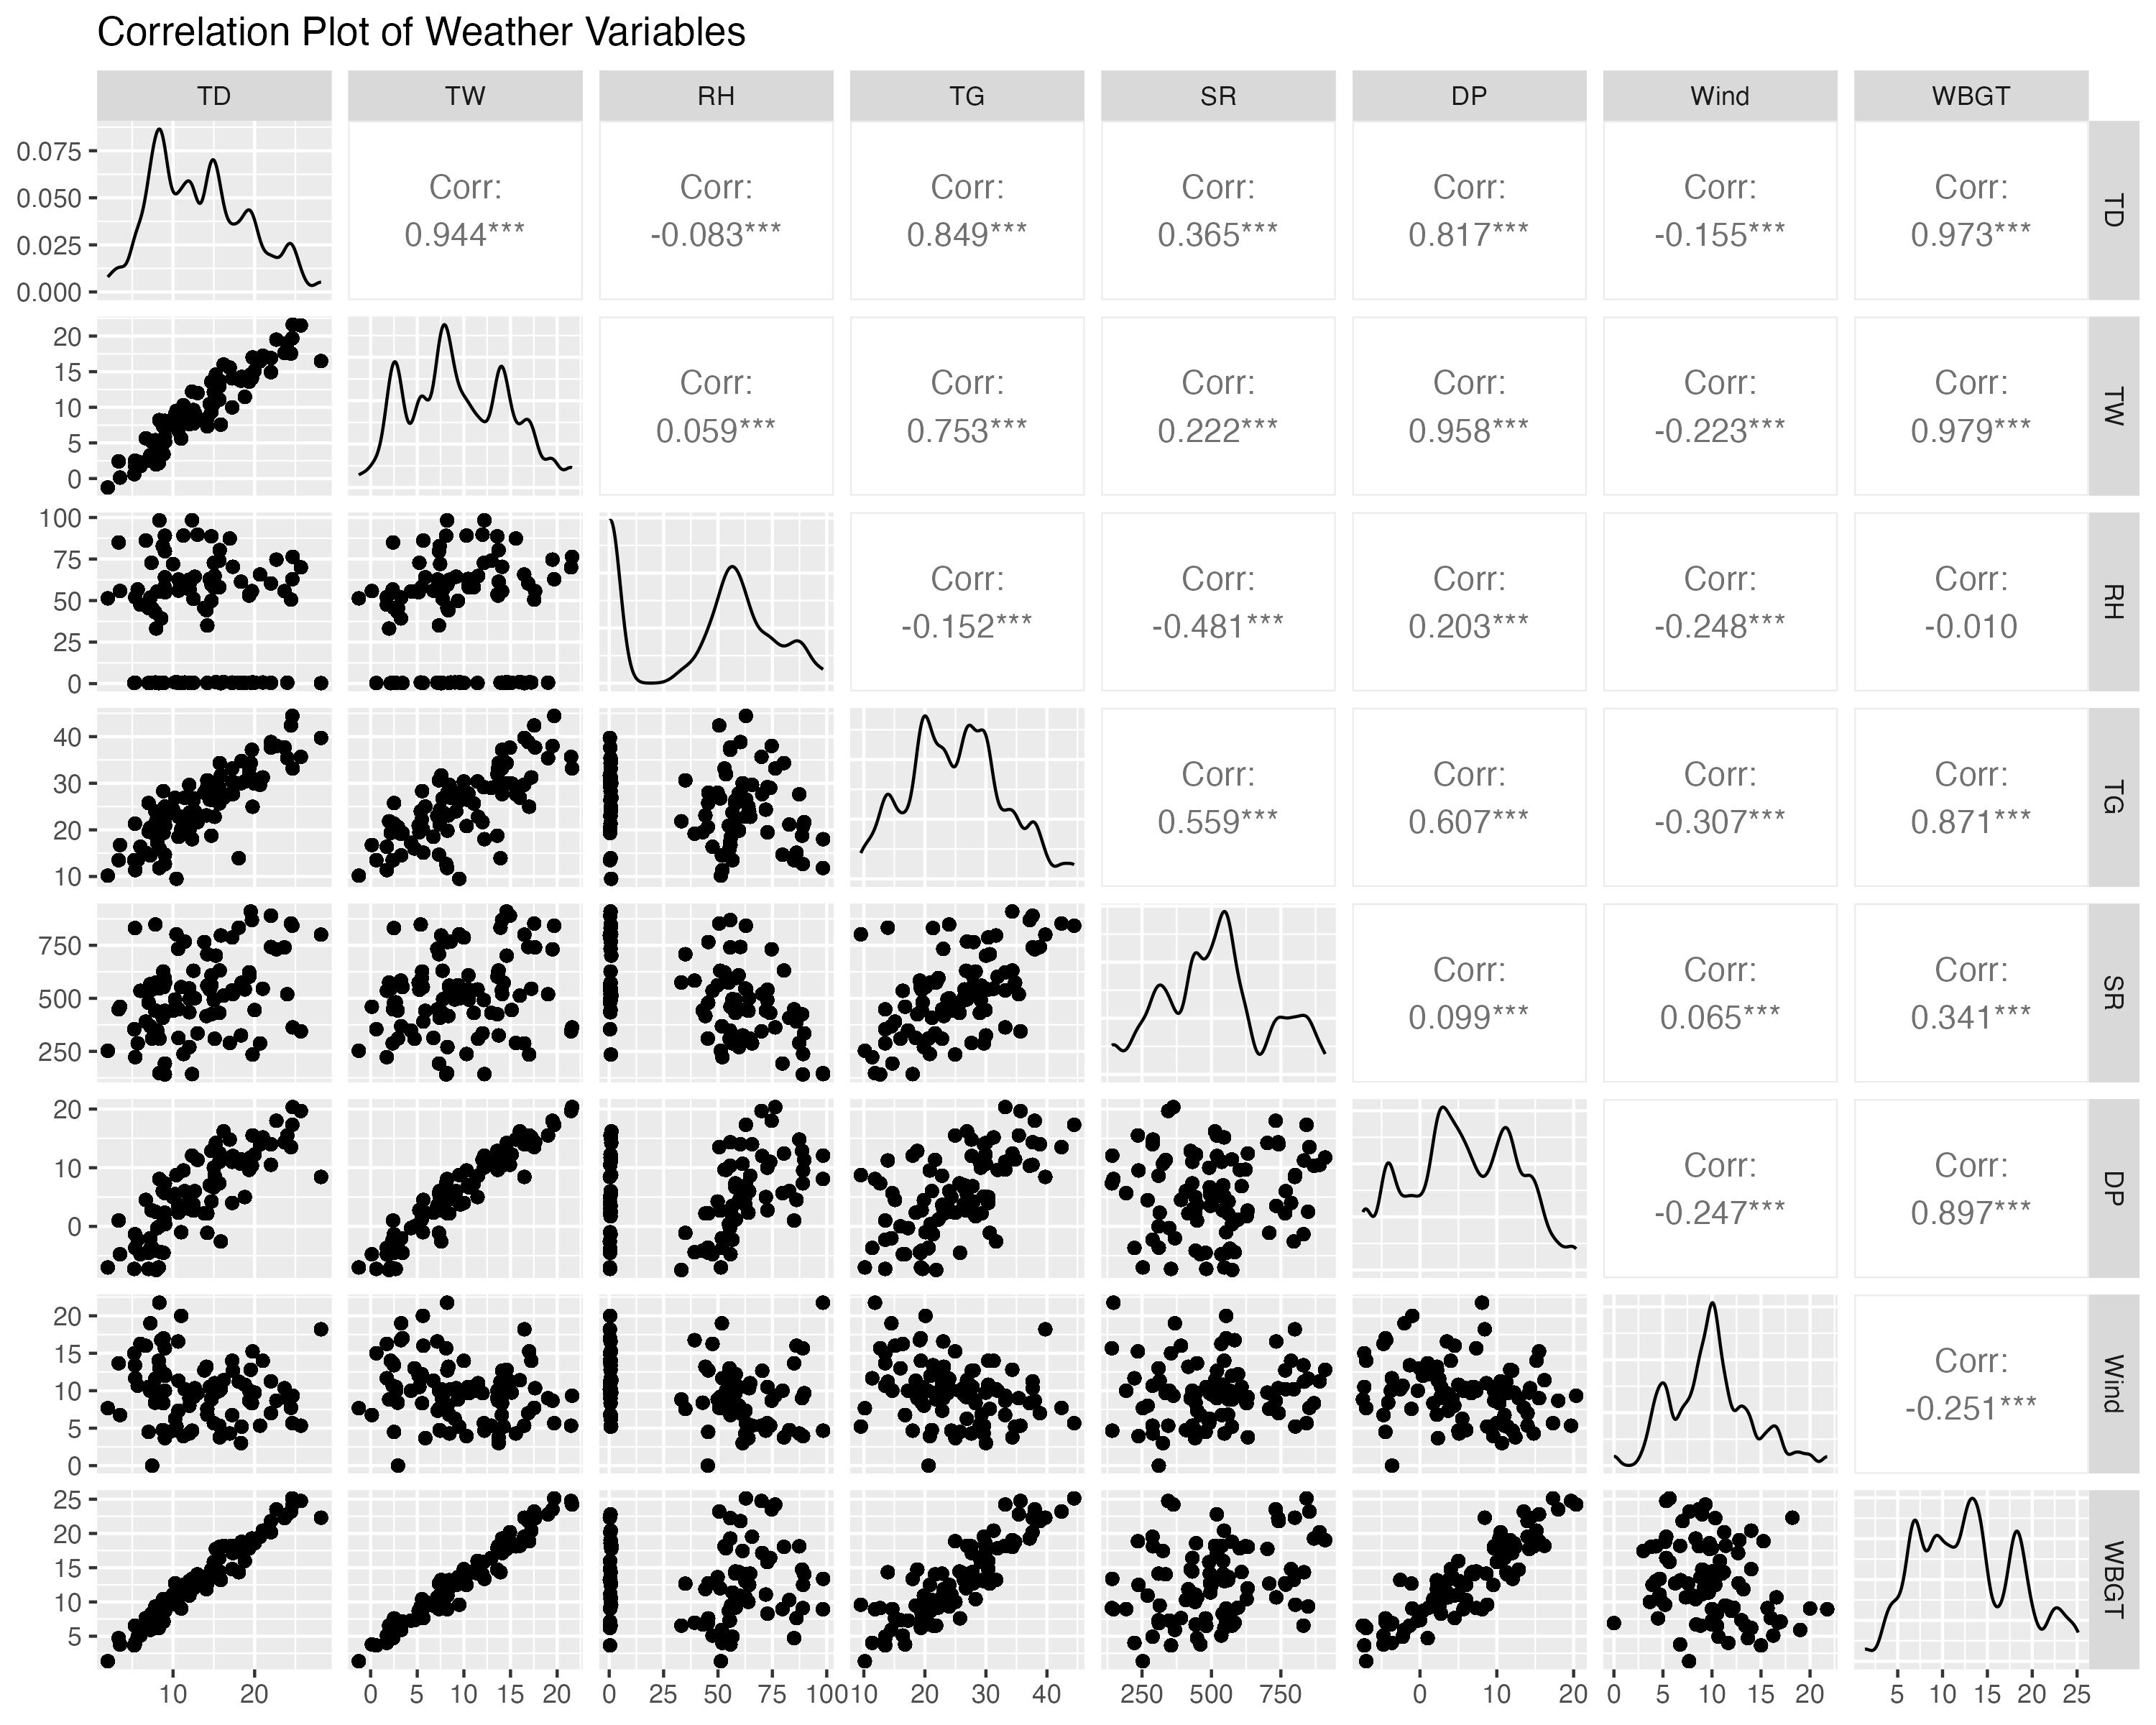 Correlation Plot of Weather Variables
TD TW RH TG SR DP Wind WBGT
0.075
0.050
0.025
0.000
Corr: Corr: Corr: Corr: Corr: Corr: Corr:
0.944*** -0.083*** 0.849*** 0.365*** 0.817*** -0.155*** 0.973***
TD
20
15
10
5
0
Corr: Corr: Corr: Corr: Corr: Corr:
0.059*** 0.753*** 0.222*** 0.958*** -0.223*** 0.979***
TW
100
75
50
25
0
Corr: Corr: Corr: Corr: Corr:
-0.152*** -0.481*** 0.203*** -0.248*** -0.010
RH
40
30
20
10
Corr: Corr: Corr: Corr:
0.559*** 0.607*** -0.307*** 0.871***
TG
750
500
250
Corr: Corr: Corr:
0.099*** 0.065*** 0.341***
SR
20
10
0
Corr: Corr:
-0.247*** 0.897***
DP
20
15
10
5
0
Corr:
-0.251***
Wind
25
20
15
10
5
WBGT
10 20 0 5 10 15 20 0 25 50 75 100 10 20 30 40 250 500 750 0 10 20 0 5 10 15 20 5 10 15 20 25